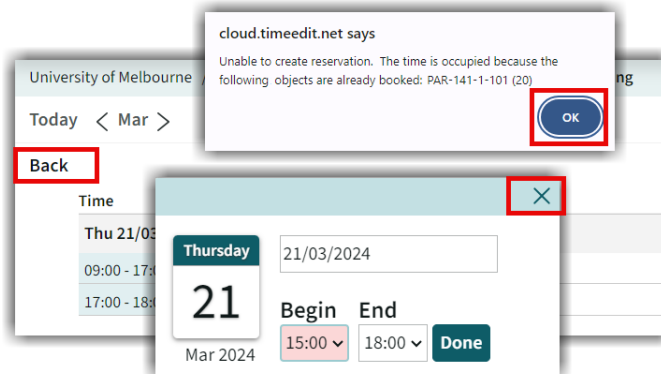 cloud.timeedit.net says
Unable to create reservation. The time is occupied because the
following objects are already booked: PAR-141-1-101 (20)
OK
University of Melbourne /
ng
Today < Mar >
Back
Time
Thu 21/03
09:00 - 17:
17:00 - 18:
Thursday
21
Mar 2024
21/03/2024
Begin End
15:00 18:00 Done